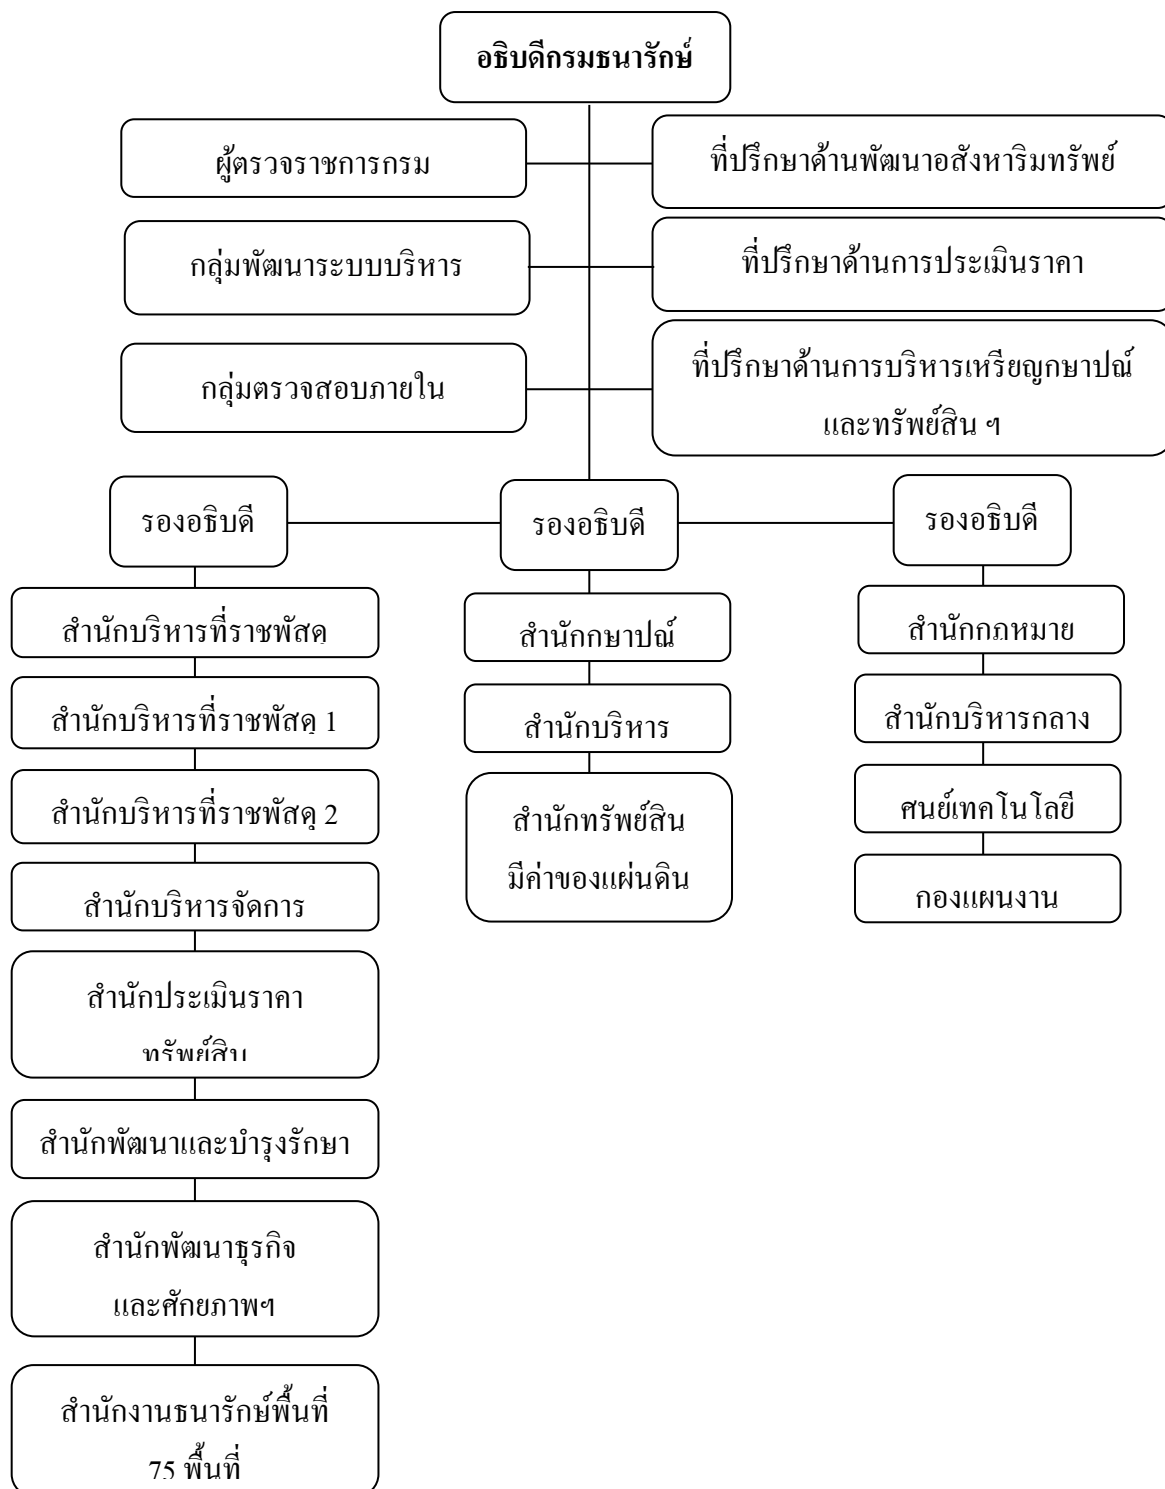 อธิบดีกรมธนารักษ์
ผู้ตรวจราชการกรม
ที่ปรึกษาด้านพัฒนาอสังหาริมทรัพย์
กลุ่มพัฒนาระบบบริหาร
ที่ปรึกษาด้านการประเมินราคา
กลุ่มตรวจสอบภายใน
ที่ปรึกษาด้านการบริหารเหรียญกษาปณ์
และทรัพย์สิน ฯ
รองอธิบดี
รองอธิบดี
รองอธิบดี
สำนักบริหารที่ราชพัสดุ
สำนักบริหารที่ราชพัสดุ 1
สำนักบริหารที่ราชพัสดุ 2
สำนักบริหารจัดการ
สำนักประเมินราคา
ทรัพย์สิน
สำนักพัฒนาและบำรุงรักษา
สำนักพัฒนาธุรกิจ
และศักยภาพฯ
สำนักงานธนารักษ์พื้นที่
75 พื้นที่
สำนักกษาปณ์
สำนักบริหาร
สำนักทรัพย์สิน
มีค่าของแผ่นดิน
สำนักกฎหมาย
สำนักบริหารกลาง
ศูนย์เทคโนโลยี
กองแผนงาน